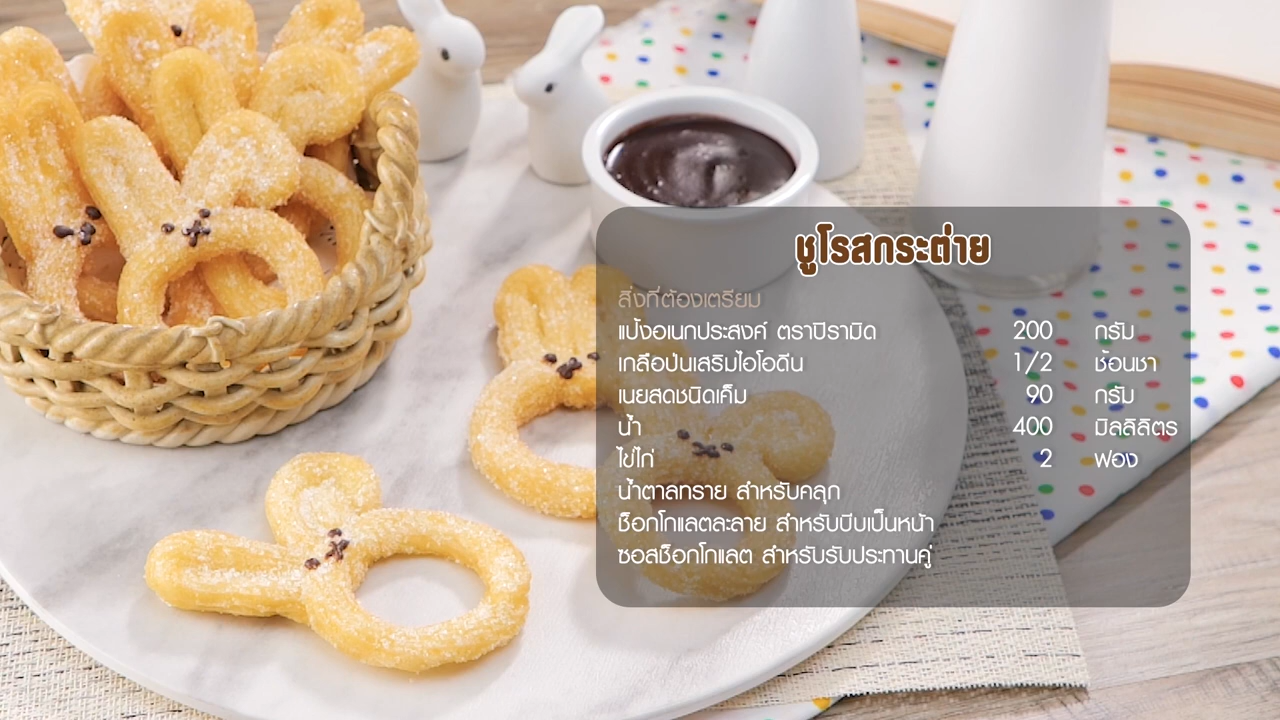 ชูโรสกระต่าย
สิ่งที่ต้องเตรียม
แป้งอเนกประสงค์ ตราปิรามิด 200 กรัม
เกลือป่นเสริมไอโอดีน 1/2 ช้อนชา
เนยสดชนิดเค็ม 90 กรัม
น้ำ 400 มิลลิลิตร
ไข่ไก่ 2 ฟอง
น้ำตาลทราย สำหรับคลุก
ช็อกโกแลตละลาย สำหรับบีบเป็นหน้า
ซอสช็อกโกแลต สำหรับรับประทานคู่